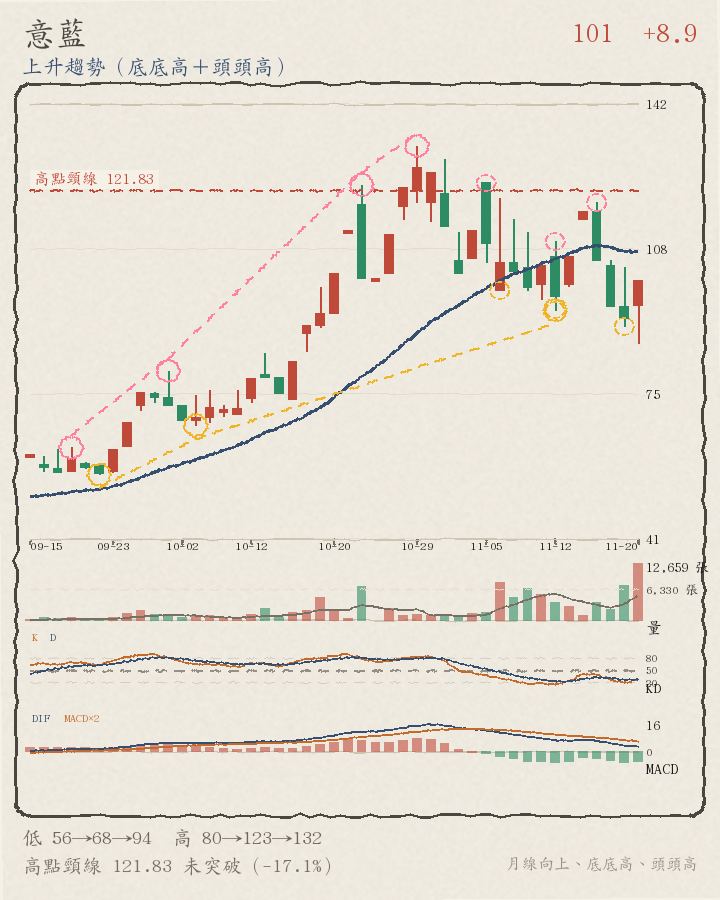 意藍 101 +8.9
上升趨勢（底底高＋頭頭高）
142
高點頸線 121.83
108
75
41
09-15 09-23 10-02 10-12 10-20 10-29 11-05 11-12 11-20
12,659 張
6,330 張
量
K D
80
50
20
KD
DIF MACD×2
16
0
MACD
低 56→68→94 高 80→123→132
高點頸線 121.83 未突破（-17.1%）
月線向上、底底高、頭頭高